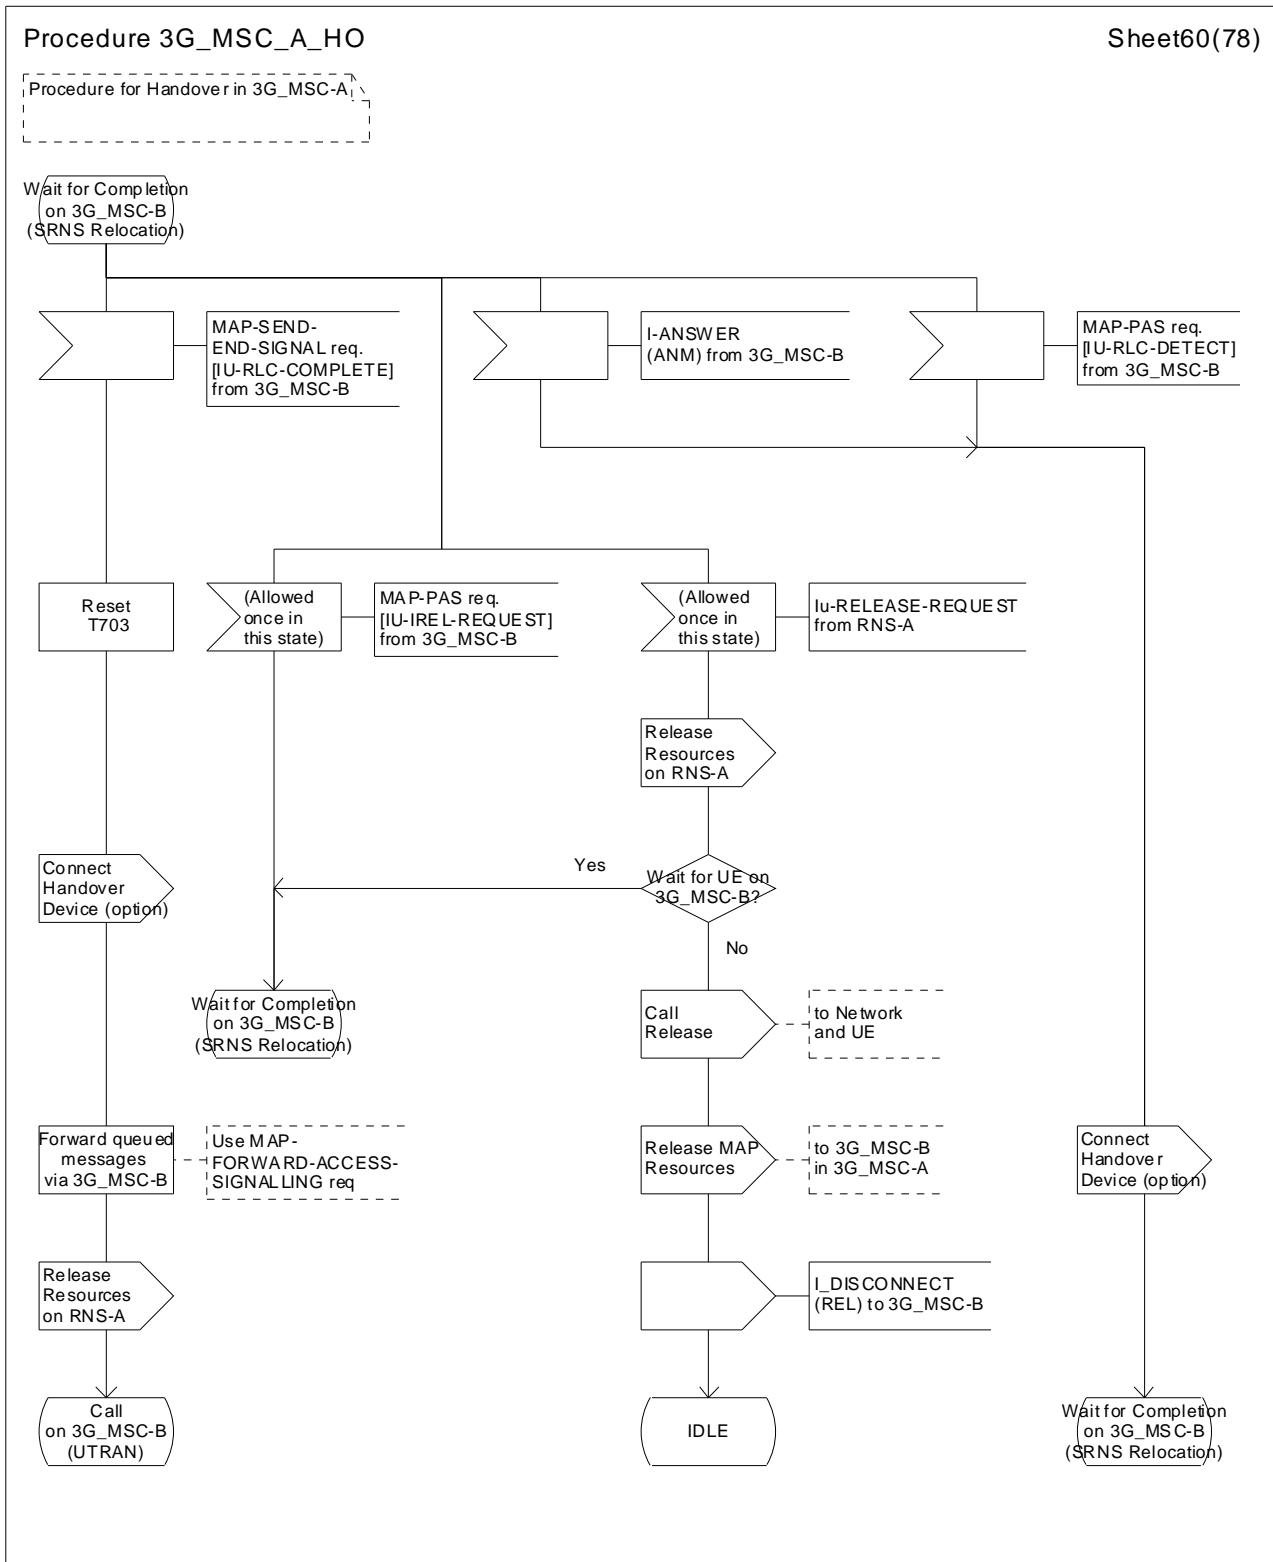 Procedure 3G_MSC_A_HO
Sheet60(78)
Procedure for Handover in 3G_MSC-A
Wait for Completion
on 3G_MSC-B
(SRNS Relocation)
MAP-SEND-
END-SIGNAL req.
[IU-RLC-COMPLETE]
from 3G_MSC-B
I-ANSWER
(ANM) from 3G_MSC-B
MAP-PAS req.
[IU-RLC-DETECT]
from 3G_MSC-B
Reset
T703
(Allowed
once in
this state)
MAP-PAS req.
[IU-IREL-REQUEST]
from 3G_MSC-B
(Allowed
once in
this state)
Iu-RELEASE-REQUEST
from RNS-A
Release
Resources
on RNS-A
Connect
Handover
Device (option)
Yes
Wait for UE on
3G_MSC-B?
No
Wait for Completion
on 3G_MSC-B
(SRNS Relocation)
Call
Release
to Network
and UE
Forward queued
messages
via 3G_MSC-B
Use MAP-
FORWARD-ACCESS-
SIGNALLING req
Release MAP
Resources
to 3G_MSC-B
in 3G_MSC-A
Connect
Handover
Device (option)
Release
Resources
on RNS-A
I_DISCONNECT
(REL) to 3G_MSC-B
Call
on 3G_MSC-B
(UTRAN)
IDLE
Wait for Completion
on 3G_MSC-B
(SRNS Relocation)